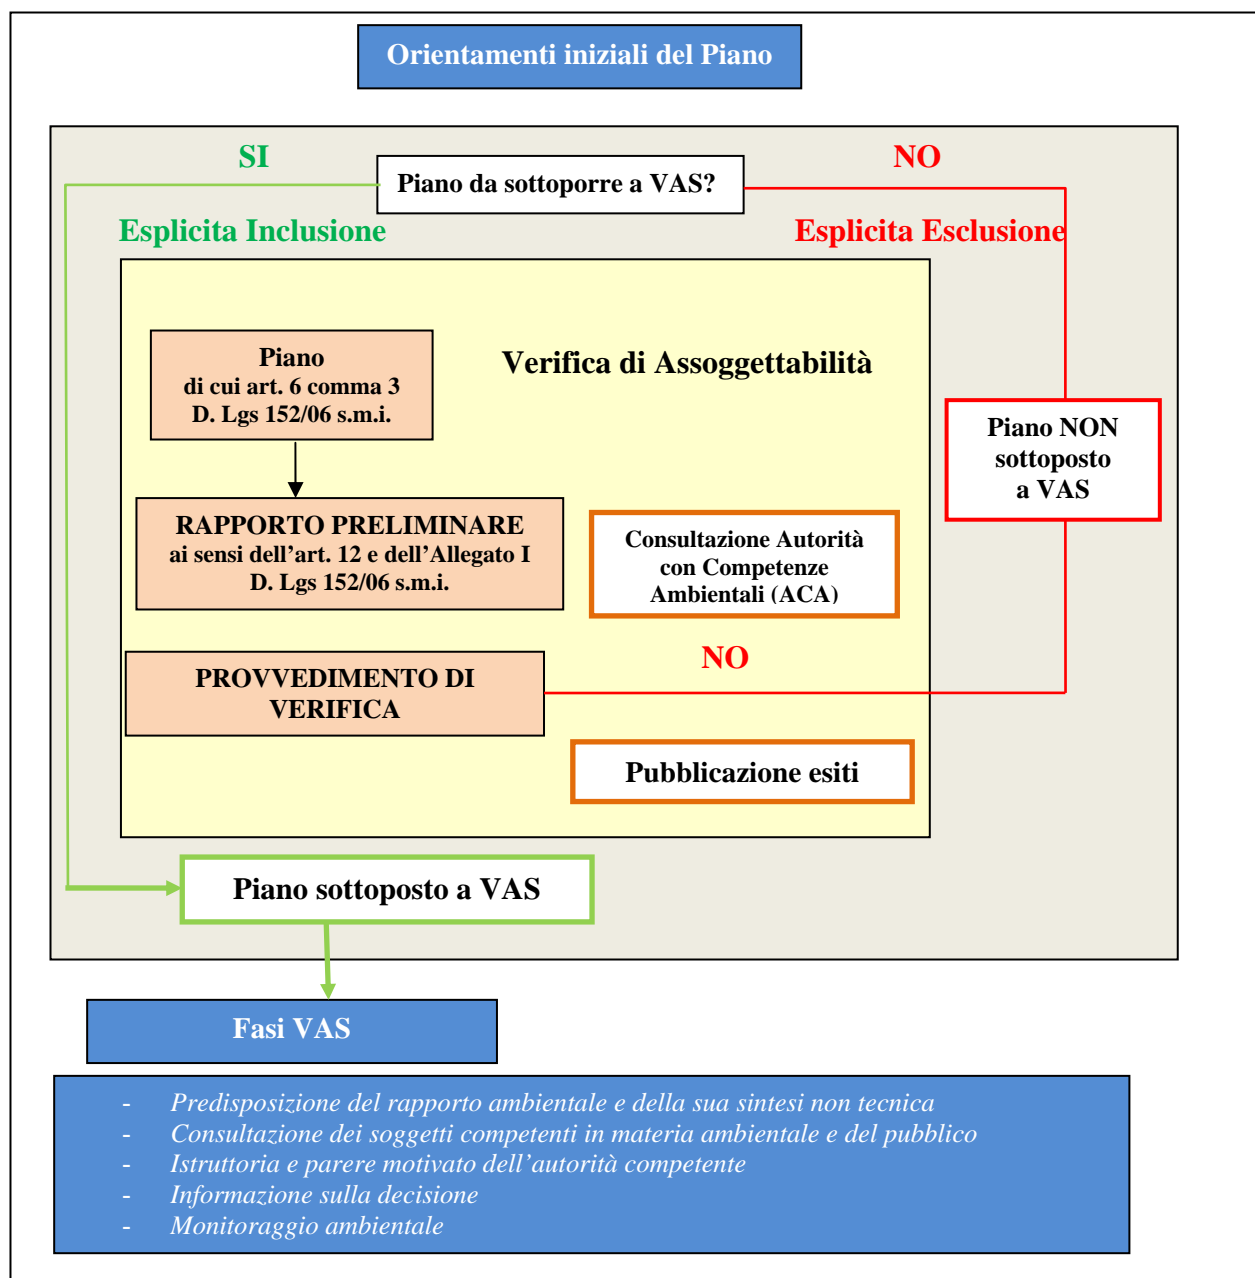 Orientamenti iniziali del Piano
SI
NO
Piano da sottoporre a VAS?
Esplicita Inclusione
Esplicita Esclusione
Piano
di cui art. 6 comma 3
D. Lgs 152/06 s.m.i.
Verifica di Assoggettabilità
Piano NON
sottoposto
a VAS
RAPPORTO PRELIMINARE
ai sensi dell’art. 12 e dell’Allegato I
D. Lgs 152/06 s.m.i.
Consultazione Autorità
con Competenze
Ambientali (ACA)
PROVVEDIMENTO DI
VERIFICA
NO
Pubblicazione esiti
Piano sottoposto a VAS
Fasi VAS
- Predisposizione del rapporto ambientale e della sua sintesi non tecnica
- Consultazione dei soggetti competenti in materia ambientale e del pubblico
- Istruttoria e parere motivato dell’autorità competente
- Informazione sulla decisione
- Monitoraggio ambientale